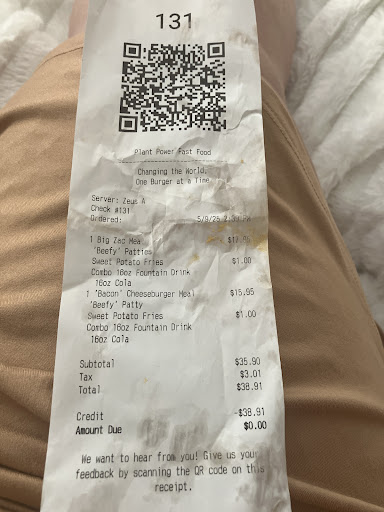 131
Plant Power Fast Food
Changing the World,
One Burger at a Time
Server: Zeus A
Check #131
Ordered: 5/9/25 PM
1 Big Zac Meal
'Beefy' Patties
Sweet Potato Fries $1.00
Combo 16oz Fountain Drink
16oz Cola
1 'Bacon' Cheeseburger Meal $15.95
'Beefy' Patty
Sweet Potato Fries $1.00
Combo 16oz Fountain Drink
16oz Cola
Subtotal $35.90
Tax $3.01
Total $38.91
Credit -$38.91
Amount Due $0.00
We want to hear from you! Give us your
feedback by scanning the QR code on this
receipt.